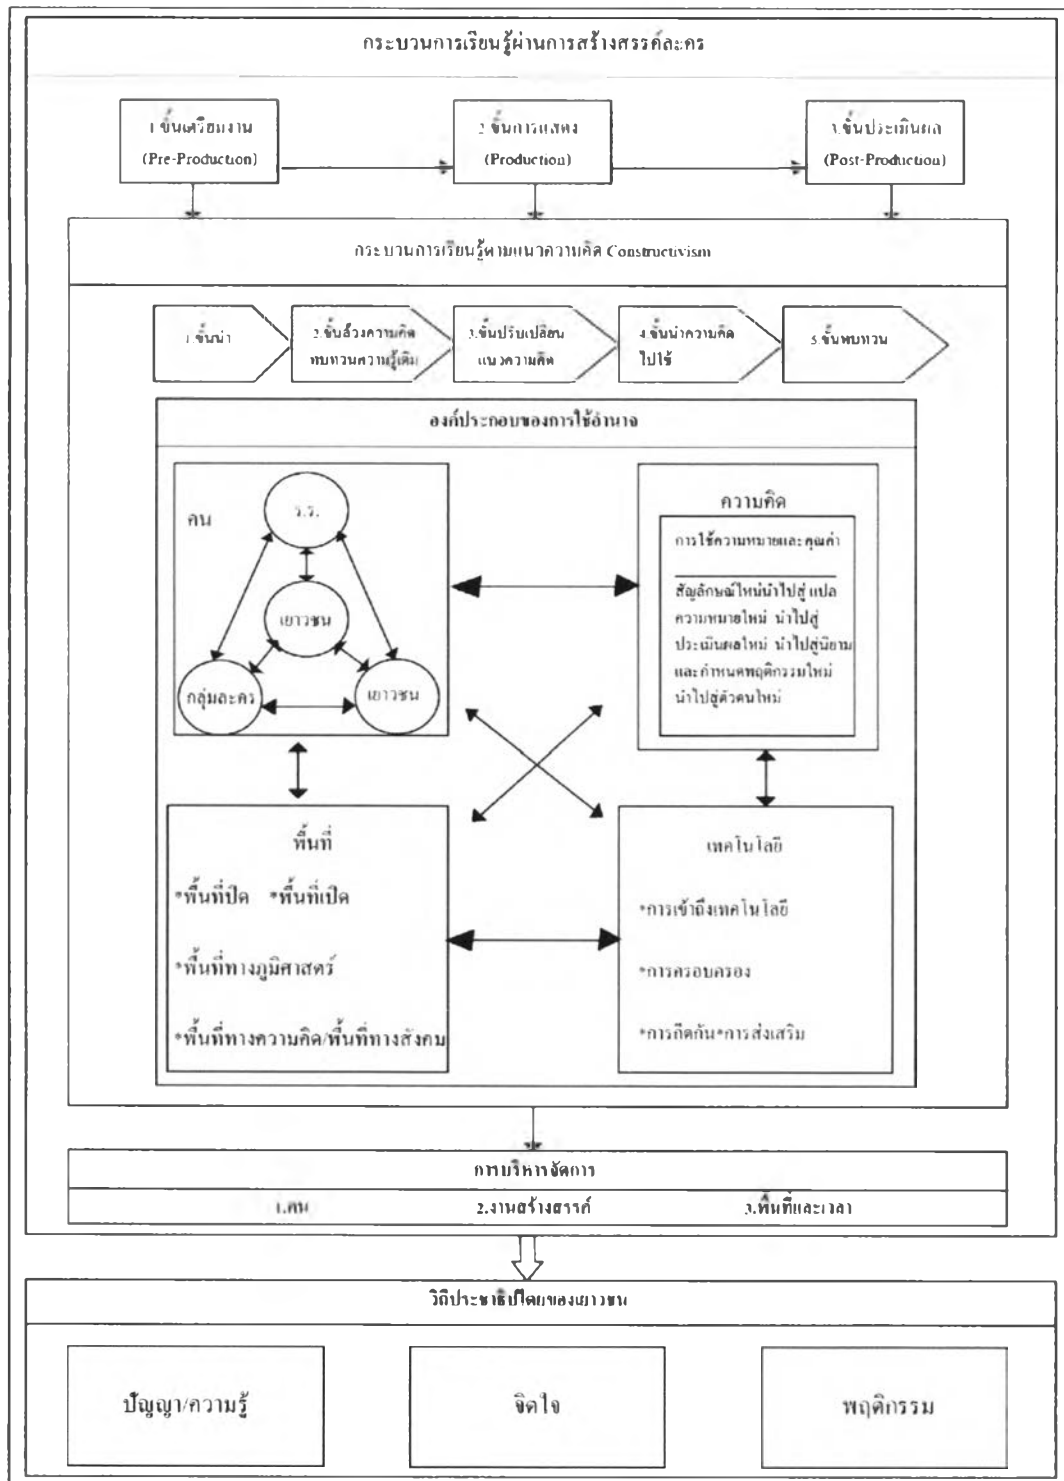 กระบวนการเรียนรู้ผ่านการสร้างสรรค์ละคร
1.ขั้นเตรียมงาน
(Pre-Production)
2.ขั้นการแสดง
(Production)
3.ขั้นประเมินผล
(Post-Production)
กระบวนการเรียนรู้ตามแนวความคิด Constructivism
1.ขั้นนำ
2.ขั้นล้วงความคิด
ทบทวนความรู้เดิม
3.ขั้นปรับเปลี่ยน
แนวความคิด
4.ขั้นนำความคิด
ไปใช้
5.ขั้นทบทวน
องค์ประกอบของการใช้อำนาจ
คน
ร.ร.
เยาวชน
กลุ่มละคร
เยาวชน
ความคิด
การใช้ความหมายและคุณค่า
สัญลักษณ์ใหม่นำไปสู่ แปล
ความหมายใหม่ นำไปสู่
ประเมินผลใหม่ นำไปสู่นิยาม
และกำหนดพฤติกรรมใหม่
นำไปสู่ตัวตนใหม่
พื้นที่
*พื้นที่ปิด *พื้นที่เปิด
*พื้นที่ทางภูมิศาสตร์
*พื้นที่ทางความคิด/พื้นที่ทางสังคม
เทคโนโลยี
*การเข้าถึงเทคโนโลยี
*การครอบครอง
*การกีดกัน*การส่งเสริม
การบริหารจัดการ
1.คน
2.งานสร้างสรรค์
3.พื้นที่และเวลา
วิถีประชาธิปไตยของเยาวชน
ปัญญา/ความรู้
จิตใจ
พฤติกรรม